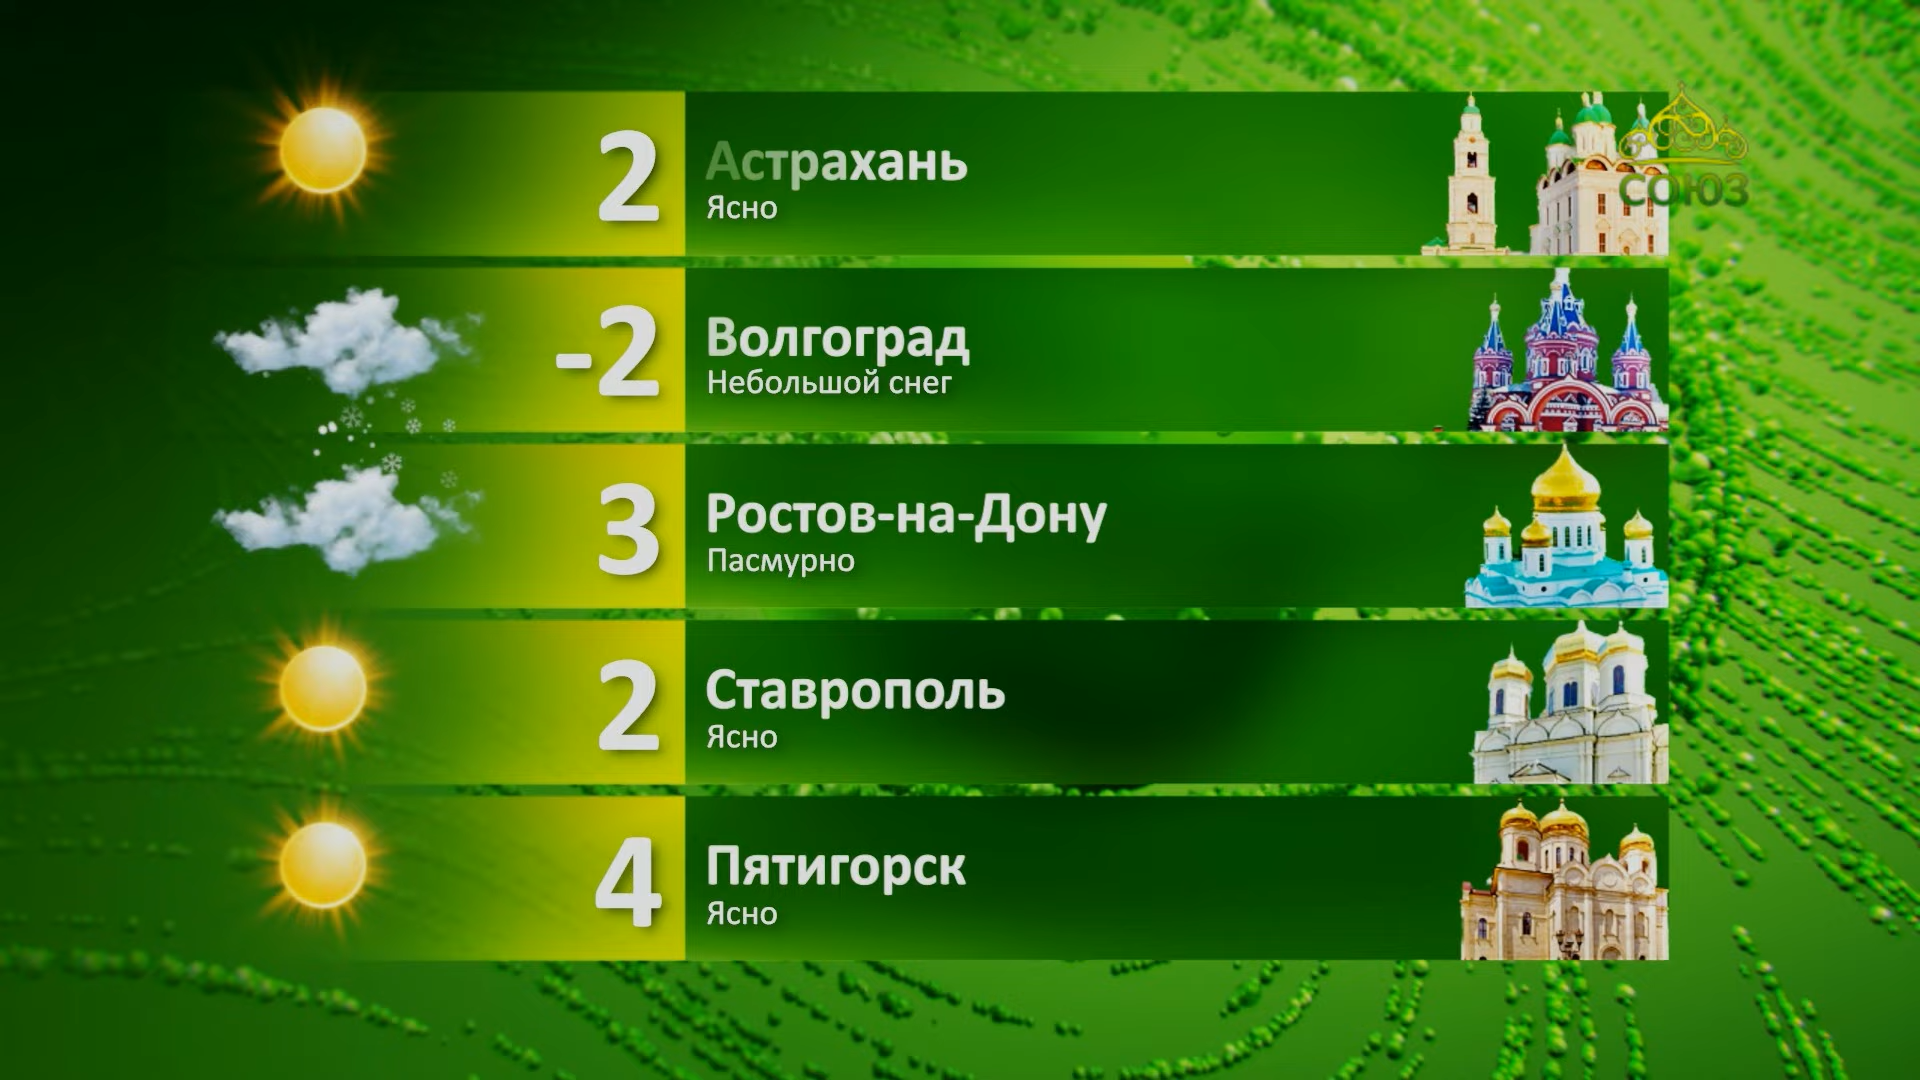 2
Астрахань
Ясно
СОЮЗ
-2
Волгоград
Небольшой снег
3
Ростов-на-Дону
Пасмурно
2
Ставрополь
Ясно
4
Пятигорск
Ясно